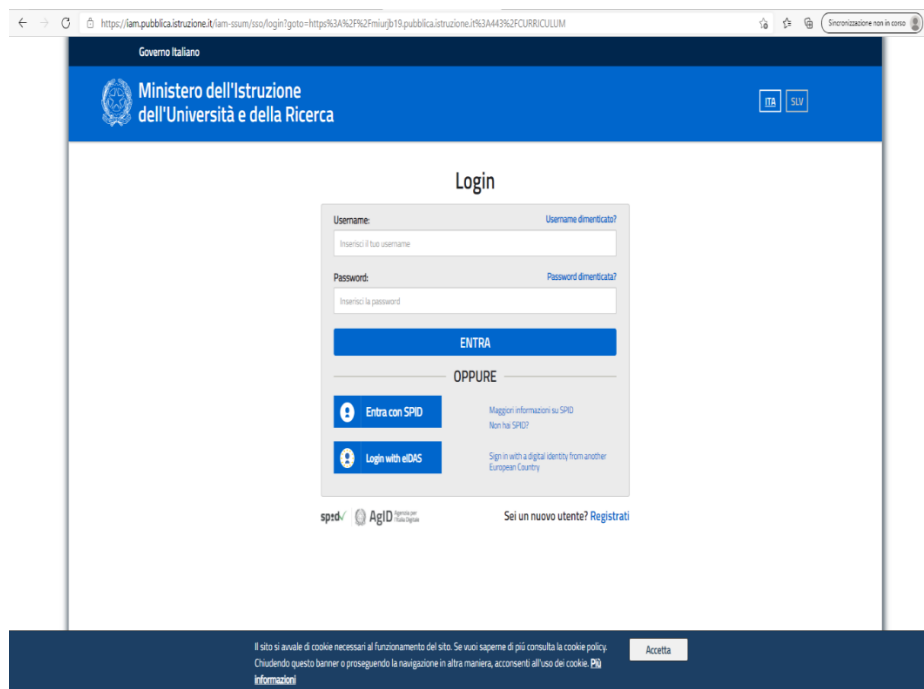 https://iam.pubblica.istruzione.it/iam-ssum/sso/login?goto=https%3A%2F%2Fmiurjb19.pubblica.istruzione.it%3A443%2FCURRICULUM
Sincronizzazione non in corso
Governo Italiano
Ministero dell'Istruzione
dell'Università e della Ricerca
ITA SLV
Login
Username: Username dimenticato?
Inserisci il tuo username
Password: Password dimenticata?
Inserisci la password
ENTRA
OPPURE
Entra con SPID
Maggiori informazioni su SPID
Non hai SPID?
Login with eIDAS
Sign in with a digital identity from another
European Country
spid AgID Agenzia per
l'Italia Digitale
Sei un nuovo utente? Registrati
Il sito si avvale di cookie necessari al funzionamento del sito. Se vuoi saperne di più consulta la cookie policy.
Chiudendo questo banner o proseguendo la navigazione in altra maniera, acconsenti all'uso dei cookie. Più
informazioni
Accetta